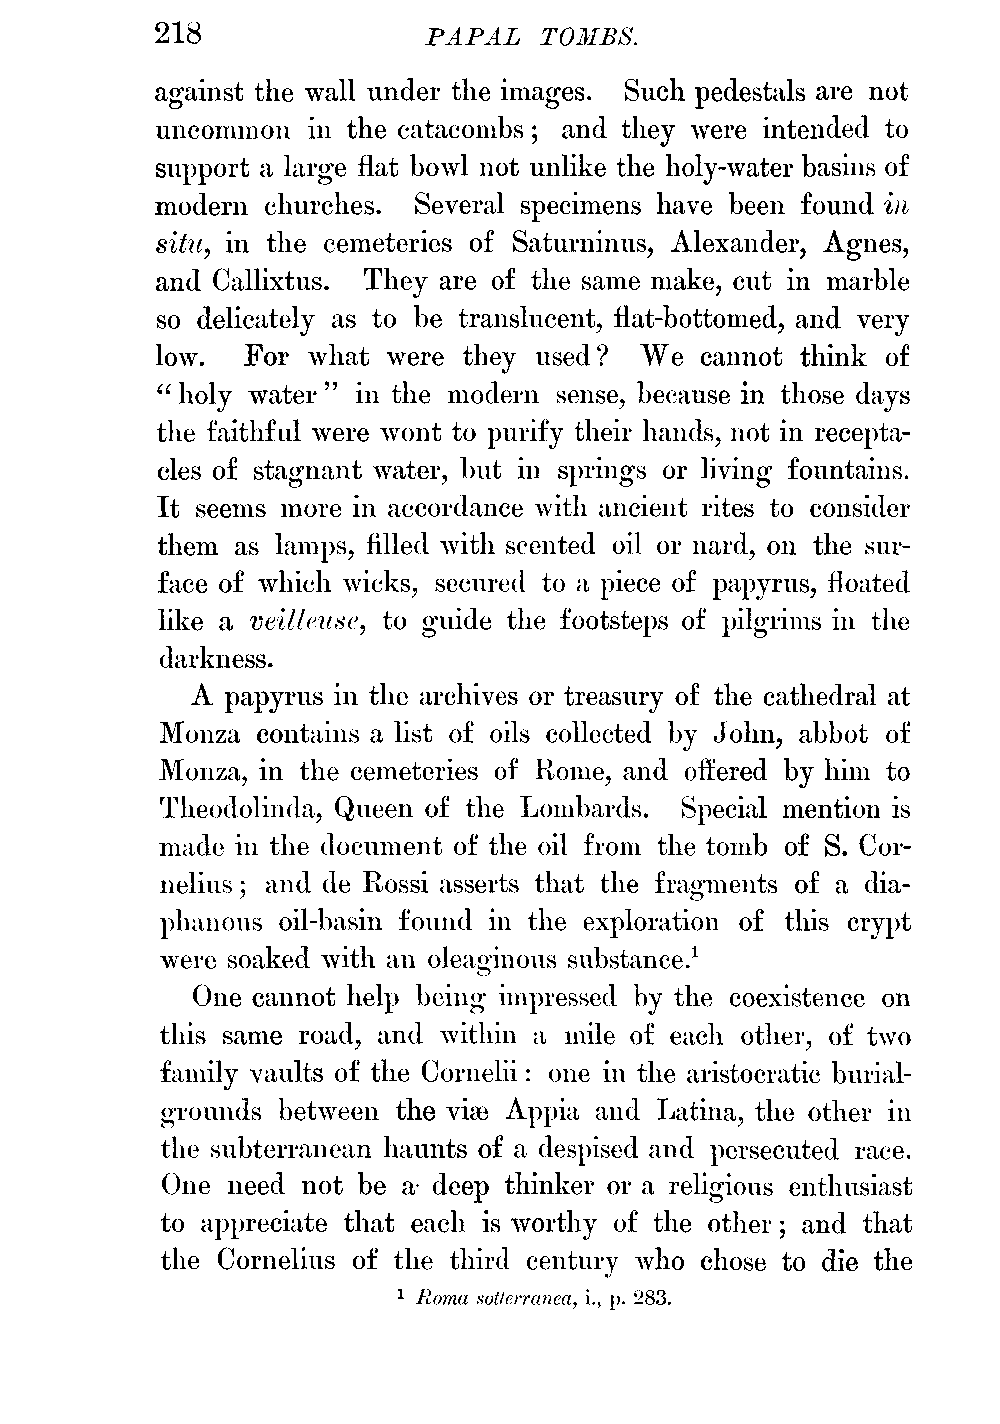 218 PAPAL TOMBS.
against the wall under the images. Such pedestals are not
uncommon in the catacombs; and they were intended to
support a large flat bowl not unlike the holy-water basins of
modern churches. Several specimens have been found in
situ, in the cemeteries of Saturninus, Alexander, Agnes,
and Callixtus. They are of the same make, cut in marble
so delicately as to be translucent, flat-bottomed, and very
low. For what were they used? We cannot think of
“holy water” in the modern sense, because in those days
the faithful were wont to purify their hands, not in recepta-
cles of stagnant water, but in springs or living fountains.
It seems more in accordance with ancient rites to consider
them as lamps, filled with scented oil or nard, on the sur-
face of which wicks, secured to a piece of papyrus, floated
like a veilleuse, to guide the footsteps of pilgrims in the
darkness.
A papyrus in the archives or treasury of the cathedral at
Monza contains a list of oils collected by John, abbot of
Monza, in the cemeteries of Rome, and offered by him to
Theodolinda, Queen of the Lombards. Special mention is
made in the document of the oil from the tomb of S. Cor-
nelius; and de Rossi asserts that the fragments of a dia-
phanous oil-basin found in the exploration of this crypt
were soaked with an oleaginous substance.¹
One cannot help being impressed by the coexistence on
this same road, and within a mile of each other, of two
family vaults of the Cornelii: one in the aristocratic burial-
grounds between the viæ Appia and Latina, the other in
the subterranean haunts of a despised and persecuted race.
One need not be a deep thinker or a religious enthusiast
to appreciate that each is worthy of the other; and that
the Cornelius of the third century who chose to die the
¹ Roma sotterranea, i., p. 283.